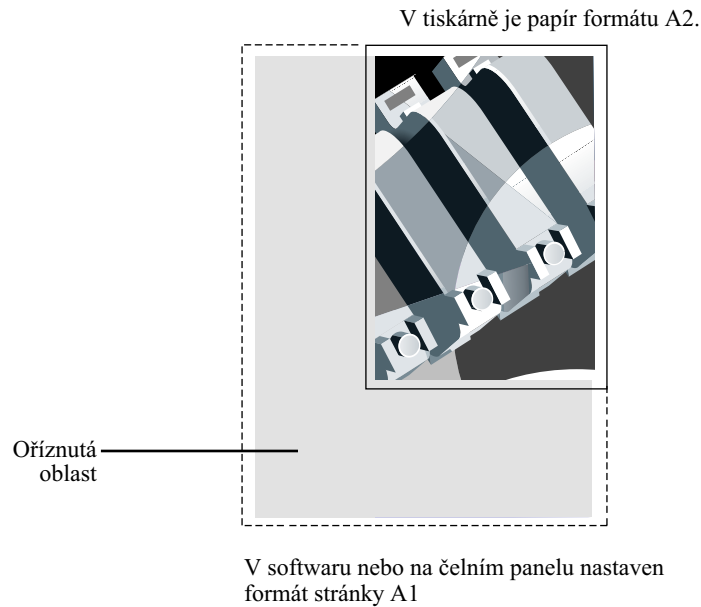 V tiskárně je papír formátu A2.
Oříznutá
oblast
V softwaru nebo na čelním panelu nastaven
formát stránky A1